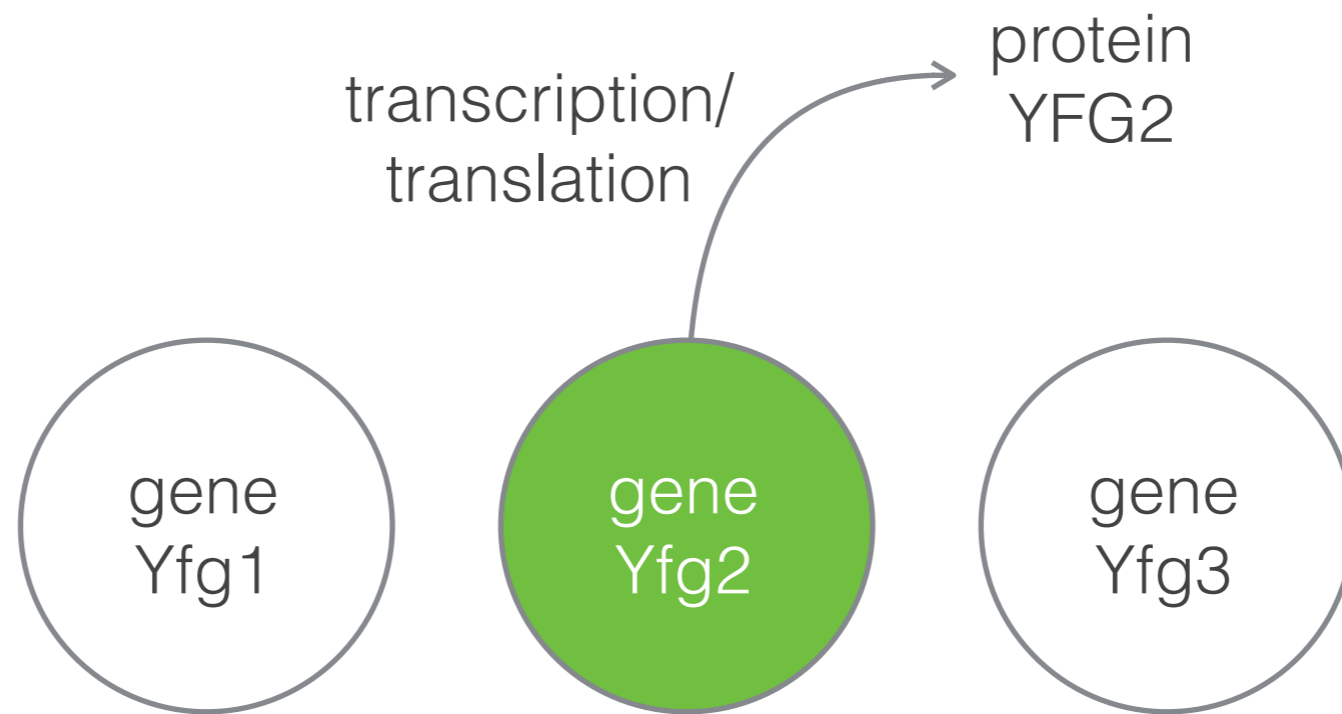 transcription/
translation
protein
YFG2
gene
Yfg1
gene
Yfg2
gene
Yfg3